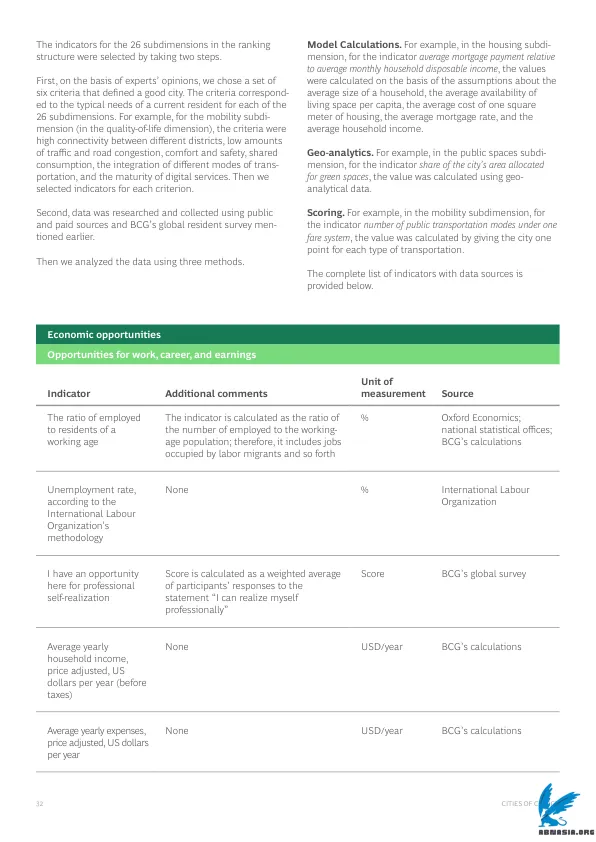 The indicators for the 26 subdimensions in the ranking
structure were selected by taking two steps.
First, on the basis of experts' opinions, we chose a set of
six criteria that defined a good city. The criteria correspond-
ed to the typical needs of a current resident for each of the
26 subdimensions. For example, for the mobility subdi-
mension (in the quality-of-life dimension), the criteria were
high connectivity between different districts, low amounts
of traffic and road congestion, comfort and safety, shared
consumption, the integration of different modes of trans-
portation, and the maturity of digital services. Then we
selected indicators for each criterion.
Second, data was researched and collected using public
and paid sources and BCG's global resident survey men-
tioned earlier.
Then we analyzed the data using three methods.
Model Calculations. For example, in the housing subdi-
mension, for the indicator average mortgage payment relative
to average monthly household disposable income, the values
were calculated on the basis of the assumptions about the
average size of a household, the average availability of
living space per capita, the average cost of one square
meter of housing, the average mortgage rate, and the
average household income.
Geo-analytics. For example, in the public spaces subdi-
mension, for the indicator share of the city's area allocated
for green spaces, the value was calculated using geo-
analytical data.
Scoring. For example, in the mobility subdimension, for
the indicator number of public transportation modes under one
fare system, the value was calculated by giving the city one
point for each type of transportation.
The complete list of indicators with data sources is
provided below.
Economic opportunities
Opportunities for work, career, and earnings
Indicator
Additional comments
Unit of
measurement
Source
The ratio of employed
to residents of a
working age
The indicator is calculated as the ratio of
the number of employed to the working-
age population; therefore, it includes jobs
occupied by labor migrants and so forth
%
Oxford Economics;
national statistical offices;
BCG's calculations
Unemployment rate,
according to the
International Labour
Organization's
methodology
None
%
International Labour
Organization
I have an opportunity
here for professional
self-realization
Score is calculated as a weighted average
of participants' responses to the
statement "I can realize myself
professionally"
Score
BCG's global survey
Average yearly
household income,
price adjusted, US
dollars per year (before
taxes)
None
USD/year
BCG's calculations
Average yearly expenses,
price adjusted, US dollars
per year
None
USD/year
BCG's calculations
32
CITIES OF
ABNASIA.ORG